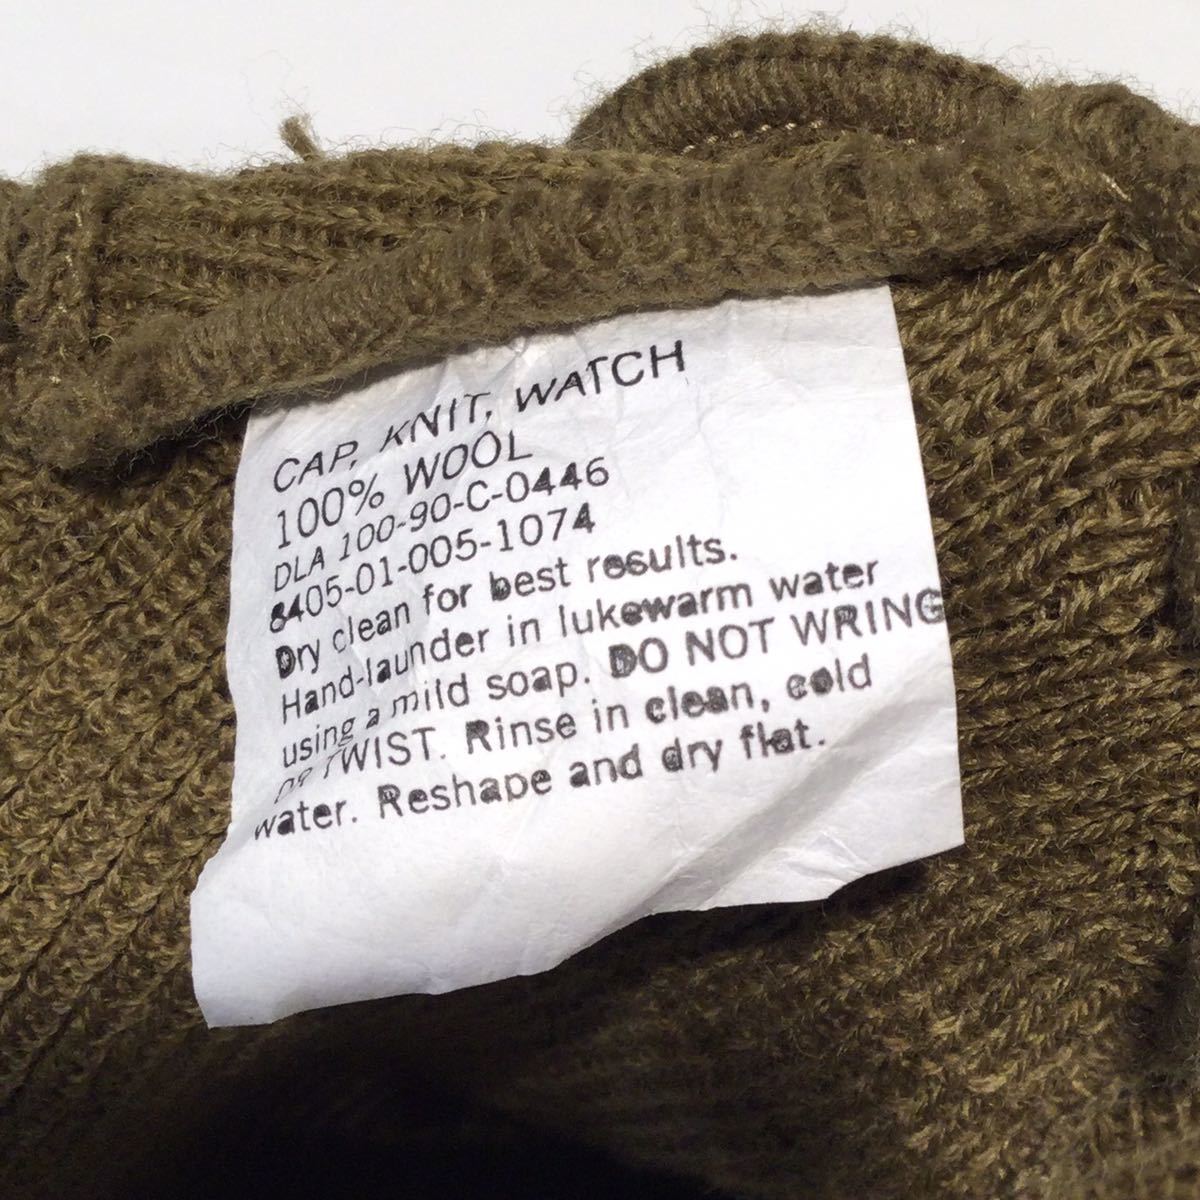 CAP, KNIT, WATCH
100% WOOL
DLA 100-90-C-0446
8405-01-005-1074
Dry clean for best results.
Hand-launder in lukewarm water
using a mild soap. DO NOT WRING
or TWIST. Rinse in clean, cold
water. Reshape and dry flat.